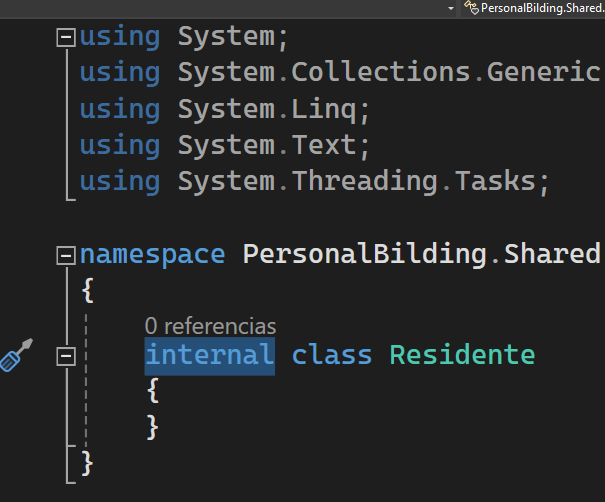 PersonalBilding.Shared.
using System;
using System.Collections.Generic
using System.Linq;
using System.Text;
using System.Threading.Tasks;
namespace PersonalBilding.Shared
{
0 referencias
internal class Residente
{
}
}